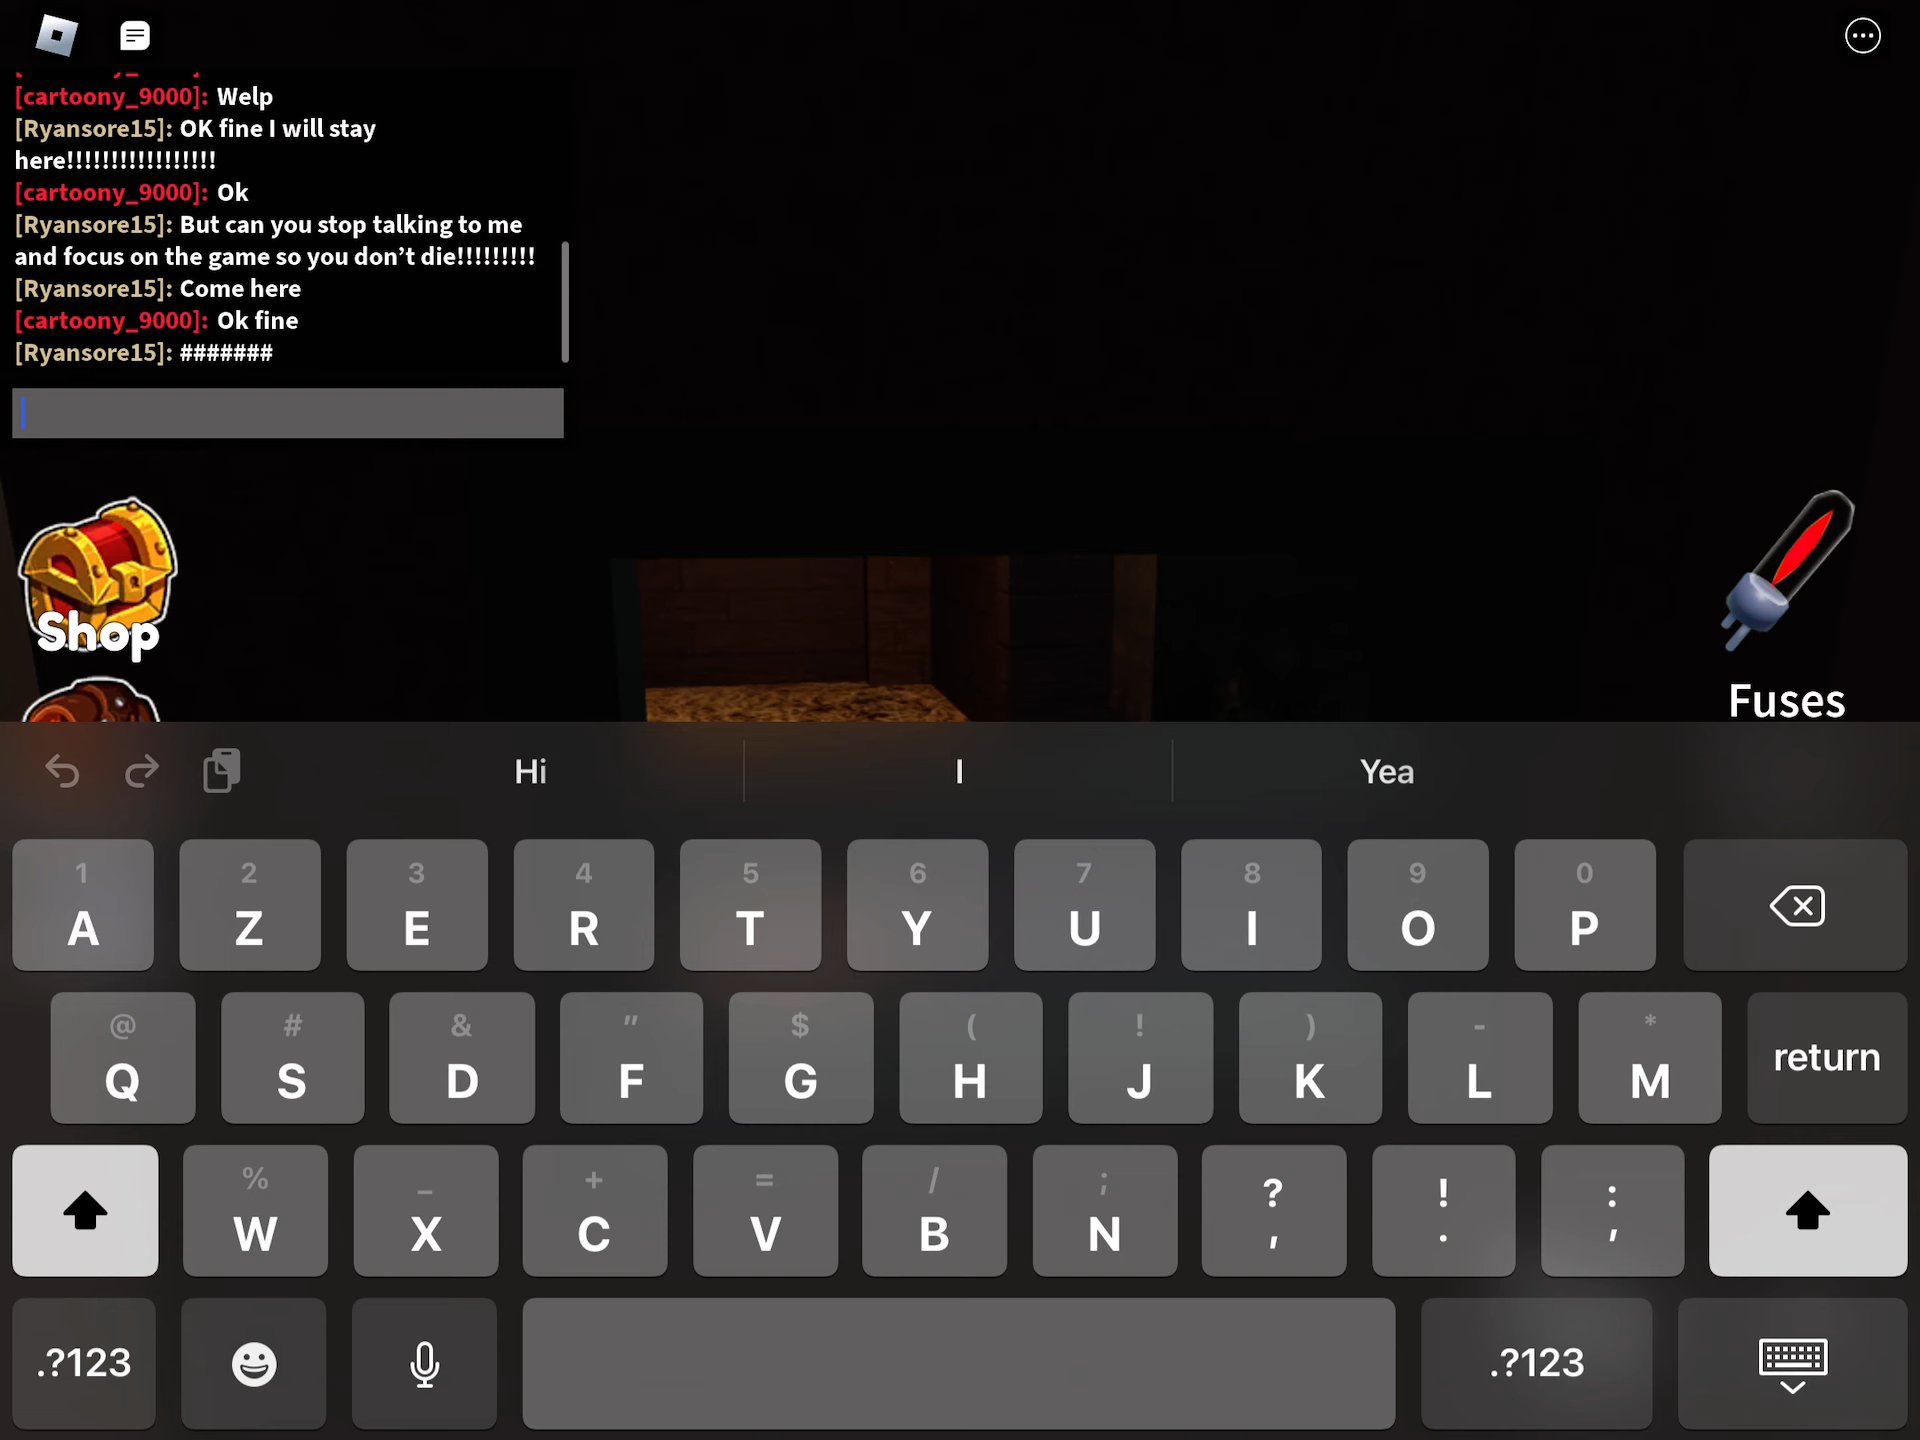 [cartoony_9000]: Welp
[Ryansore15]: OK fine I will stay
here!!!!!!!!!!!!!!!!!
[cartoony_9000]: Ok
[Ryansore15]: But can you stop talking to me
and focus on the game so you don’t die!!!!!!!!!
[Ryansore15]: Come here
[cartoony_9000]: Ok fine
[Ryansore15]: #######
Shop
Fuses
Hi I Yea
1 2 3 4 5 6 7 8 9 0
A Z E R T Y U I O P
@ # & " $ ( ! ) - *
Q S D F G H J K L M return
% _ + = / ; ? ! :
W X C V B N , . '
.?123 .?123